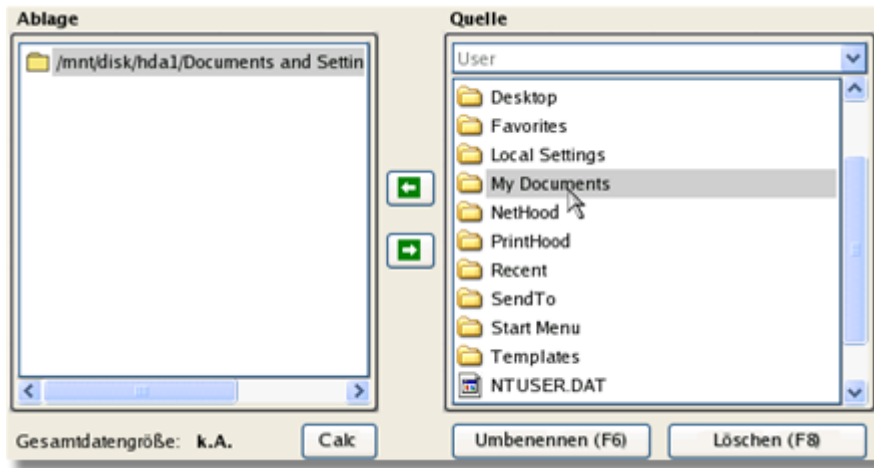 Ablage
/mnt/disk/hda1/Documents and Settin
Gesamtdatengröße: k.A.
Calc
Quelle
User
Desktop
Favorites
Local Settings
My Documents
NetHood
PrintHood
Recent
SendTo
Start Menu
Templates
NTUSER.DAT
Umbenennen (F6)
Löschen (F8)